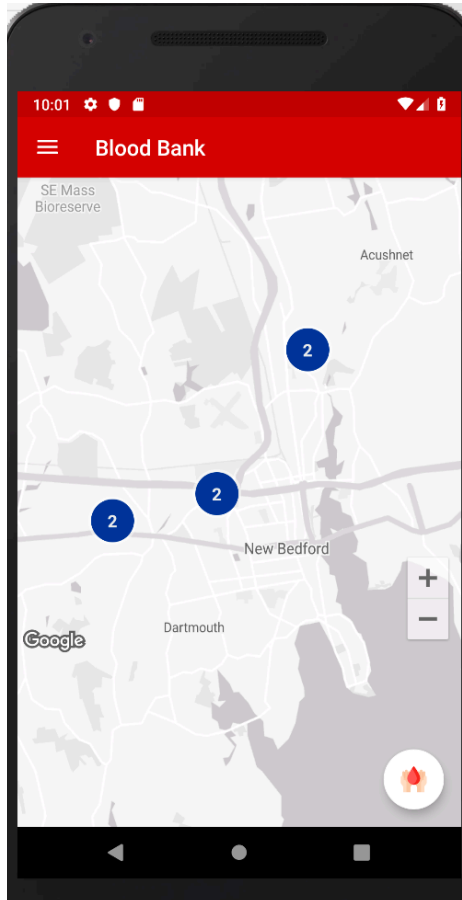 10:01
Blood Bank
SE Mass
Bioreserve
Acushnet
2
2
2
New Bedford
+
−
Dartmouth
Google